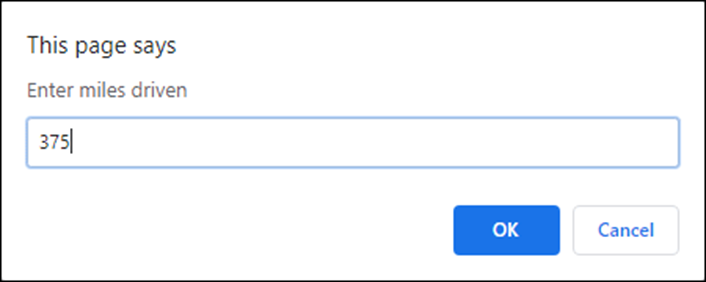 This page says
Enter miles driven
375
OK Cancel